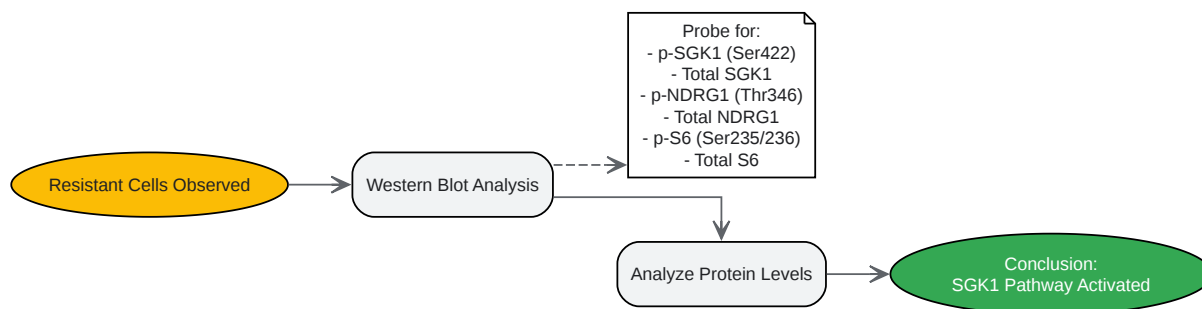 Probe for:
- p-SGK1 (Ser422)
- Total SGK1
- p-NDRG1 (Thr346)
- Total NDRG1
- p-S6 (Ser235/236)
- Total S6
Resistant Cells Observed
Western Blot Analysis
Analyze Protein Levels
Conclusion:
SGK1 Pathway Activated